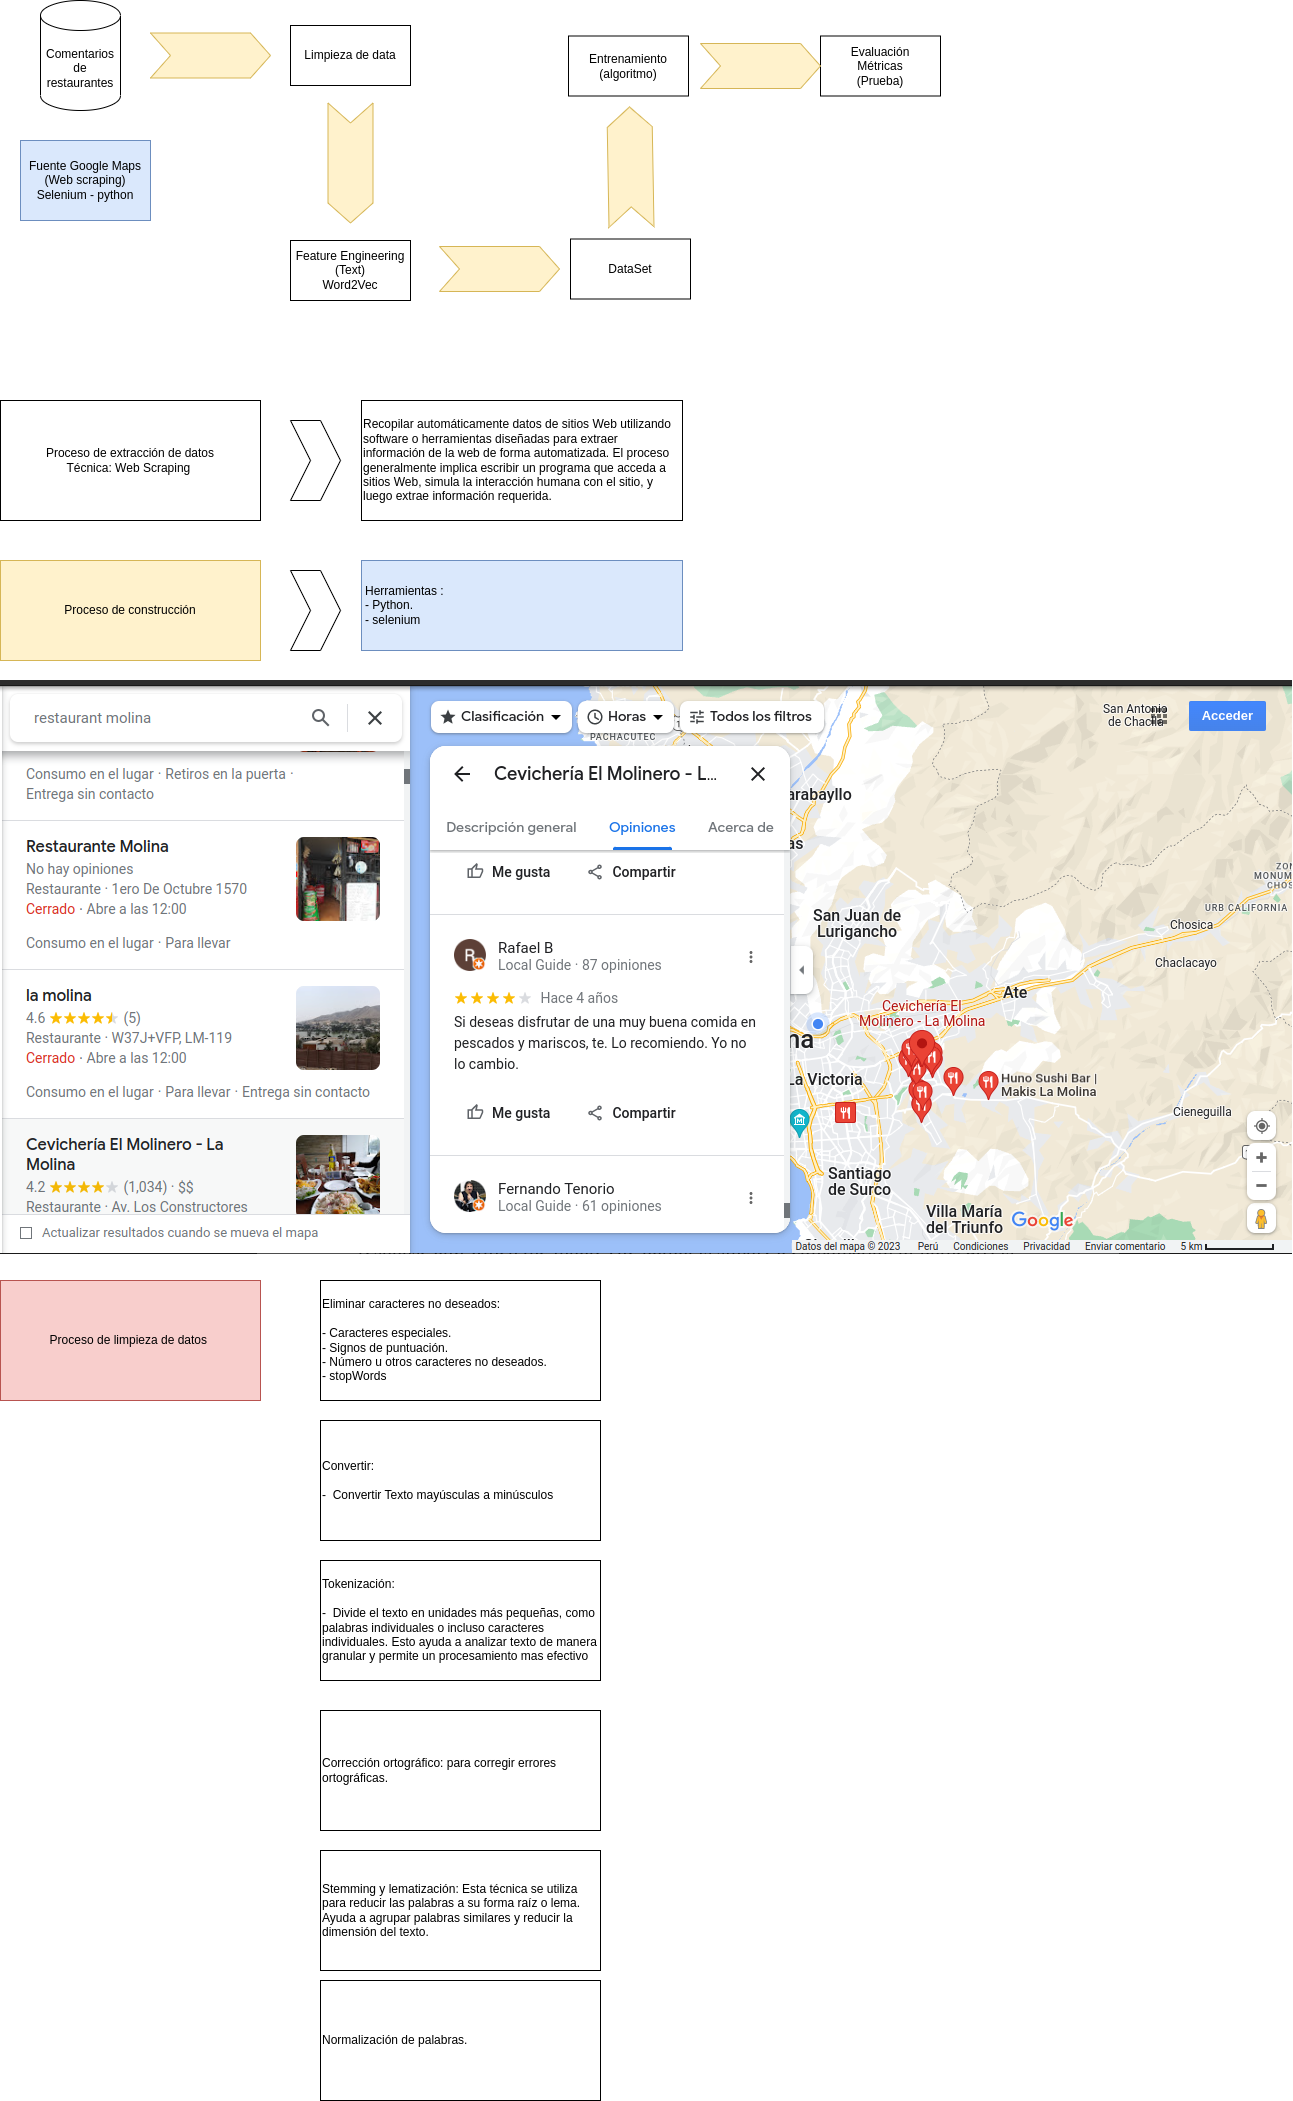 Comentarios
de
restaurantes
Limpieza de data
Entrenamiento
(algoritmo)
Evaluación
Métricas
(Prueba)
Fuente Google Maps
(Web scraping)
Selenium - python
Feature Engineering
(Text)
Word2Vec
DataSet
Proceso de extracción de datos
Técnica: Web Scraping
Recopilar automáticamente datos de sitios Web utilizando
software o herramientas diseñadas para extraer
información de la web de forma automatizada. El proceso
generalmente implica escribir un programa que acceda a
sitios Web, simula la interacción humana con el sitio, y
luego extrae información requerida.
Proceso de construcción
Herramientas :
- Python.
- selenium
restaurant molina
Consumo en el lugar · Retiros en la puerta ·
Entrega sin contacto
Restaurante Molina
No hay opiniones
Restaurante · 1ero De Octubre 1570
Cerrado · Abre a las 12:00
Consumo en el lugar · Para llevar
la molina
4.6 (5)
Restaurante · W37J+VFP, LM-119
Cerrado · Abre a las 12:00
Consumo en el lugar · Para llevar · Entrega sin contacto
Cevichería El Molinero - La
Molina
4.2 (1,034) · $$
Restaurante · Av. Los Constructores
Actualizar resultados cuando se mueva el mapa
Clasificación
Horas
Todos los filtros
Acceder
Cevichería El Molinero - L...
Descripción general
Opiniones
Acerca de
Me gusta
Compartir
R
Rafael B
Local Guide · 87 opiniones
Hace 4 años
Si deseas disfrutar de una muy buena comida en
pescados y mariscos, te. Lo recomiendo. Yo no
lo cambio.
Me gusta
Compartir
Fernando Tenorio
Local Guide · 61 opiniones
PACHACUTEC
San Antonio
de Chaclla
arabayllo
as
ZON
MONUM
CHOS
URB CALIFORNIA
San Juan de
Lurigancho
Chosica
Chaclacayo
Ate
Cevichería El
Molinero - La Molina
na
La Victoria
Huno Sushi Bar |
Makis La Molina
Cieneguilla
Santiago
de Surco
Villa María
del Triunfo
Google
Datos del mapa © 2023 Perú Condiciones Privacidad Enviar comentario 5 km
Proceso de limpieza de datos
Eliminar caracteres no deseados:
- Caracteres especiales.
- Signos de puntuación.
- Número u otros caracteres no deseados.
- stopWords
Convertir:
- Convertir Texto mayúsculas a minúsculos
Tokenización:
- Divide el texto en unidades más pequeñas, como
palabras individuales o incluso caracteres
individuales. Esto ayuda a analizar texto de manera
granular y permite un procesamiento mas efectivo
Corrección ortográfico: para corregir errores
ortográficas.
Stemming y lematización: Esta técnica se utiliza
para reducir las palabras a su forma raíz o lema.
Ayuda a agrupar palabras similares y reducir la
dimensión del texto.
Normalización de palabras.